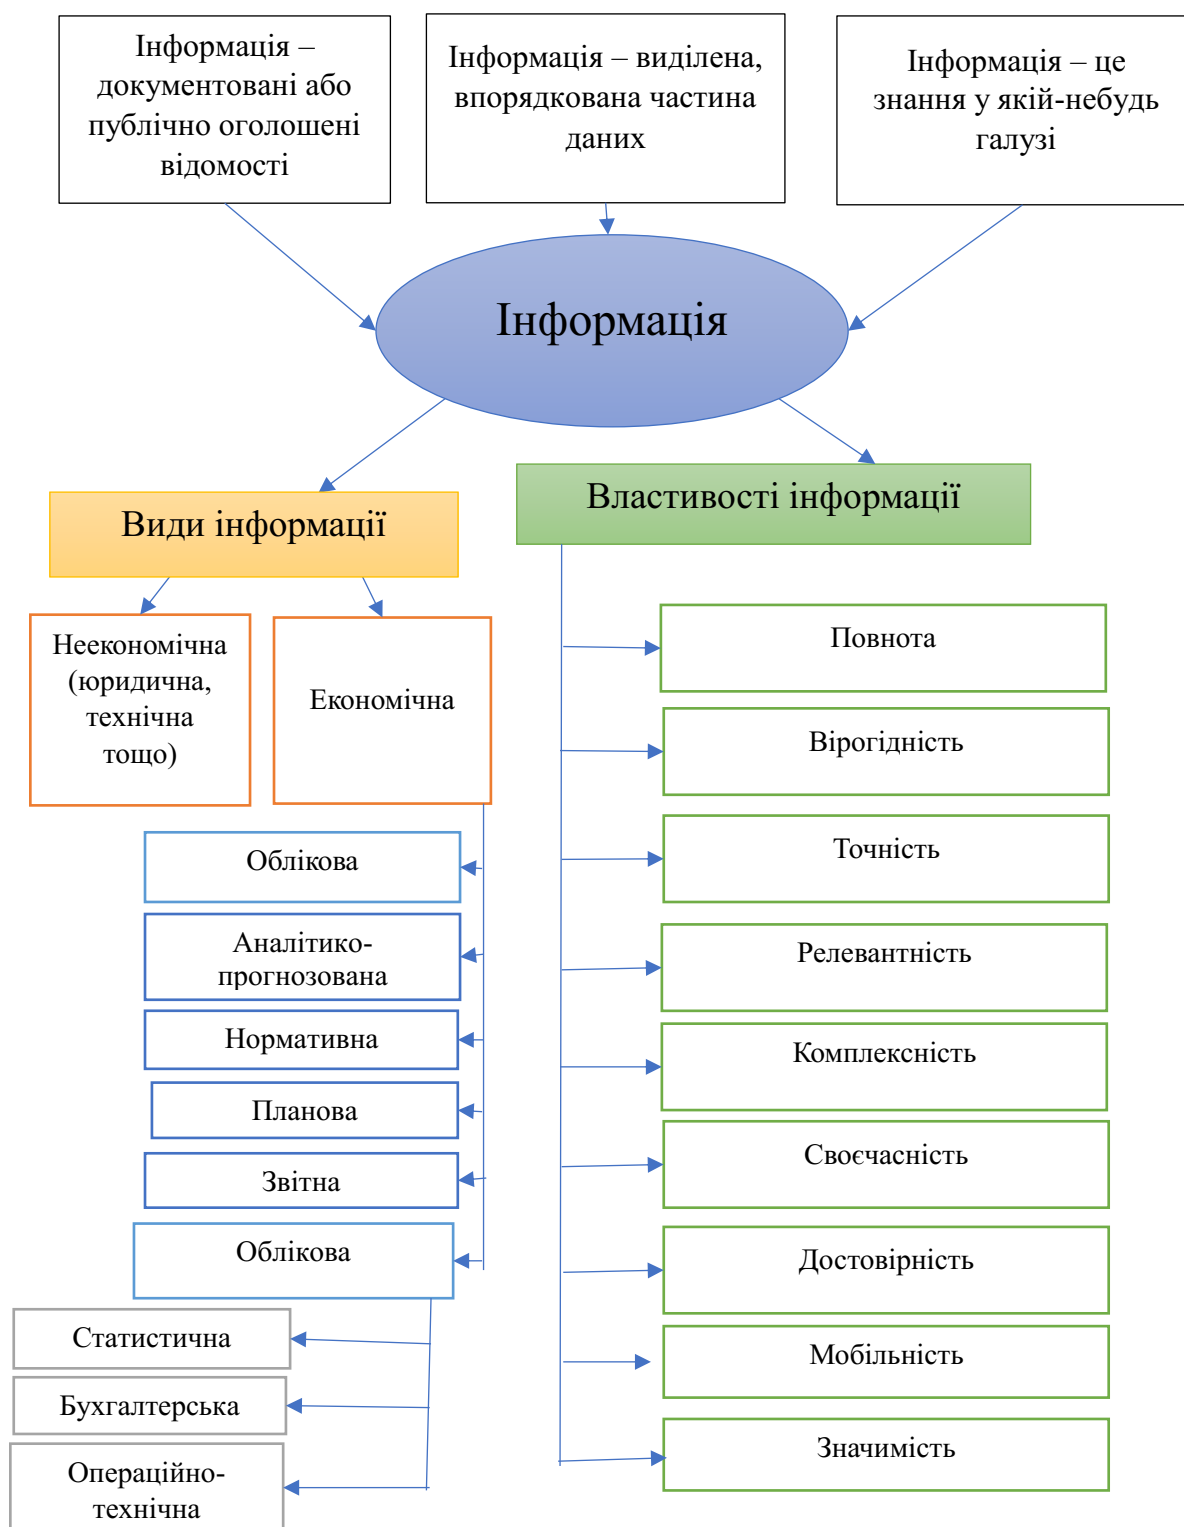 Інформація –
документовані або
публічно оголошені
відомості
Інформація – виділена,
впорядкована частина
даних
Інформація – це
знання у якій-небудь
галузі
Інформація
Види інформації
Властивості інформації
Неекономічна
(юридична,
технічна
тощо)
Економічна
Облікова
Аналітико-
прогнозована
Нормативна
Планова
Звітна
Облікова
Статистична
Бухгалтерська
Операційно-
технічна
Повнота
Вірогідність
Точність
Релевантність
Комплексність
Своєчасність
Достовірність
Мобільність
Значимість